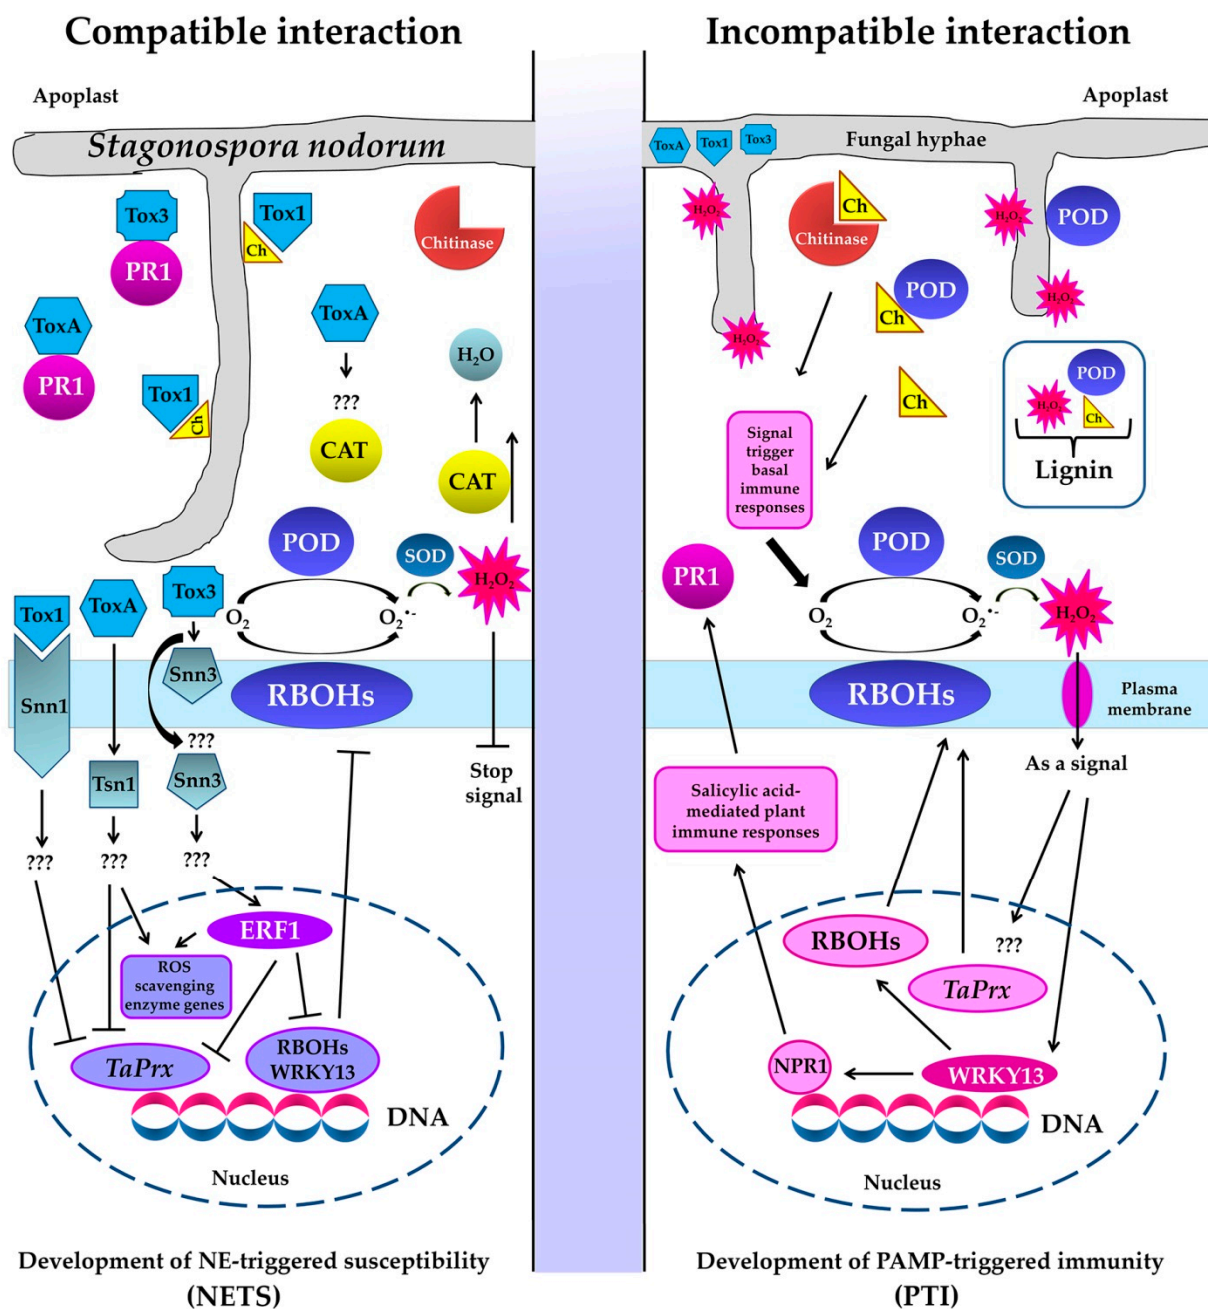 Compatible interaction
Apoplast
Stagonospora nodorum
Tox3
PR1
Tox1
Ch
Chitinase
ToxA
PR1
ToxA
???
CAT
H₂O
CAT
Tox1
Ch
POD
SOD
H₂O₂
O₂
O₂•-
Tox1
ToxA
Tox3
Snn1
Snn3
RBOHs
???
Snn3
Tsn1
Stop
signal
???
???
???
ERF1
ROS
scavenging
enzyme genes
TaPrx
RBOHs
WRKY13
DNA
Nucleus
Development of NE-triggered susceptibility
(NETS)
Incompatible interaction
Apoplast
ToxA
Tox1
Tox3
Fungal hyphae
H₂O₂
Ch
Chitinase
H₂O₂
POD
POD
Ch
H₂O₂
H₂O₂
Ch
POD
H₂O₂
Ch
Lignin
Signal
trigger
basal
immune
responses
PR1
POD
SOD
O₂
O₂•-
H₂O₂
RBOHs
Plasma
membrane
As a signal
Salicylic acid-
mediated plant
immune responses
RBOHs
???
TaPrx
NPR1
WRKY13
DNA
Nucleus
Development of PAMP-triggered immunity
(PTI)